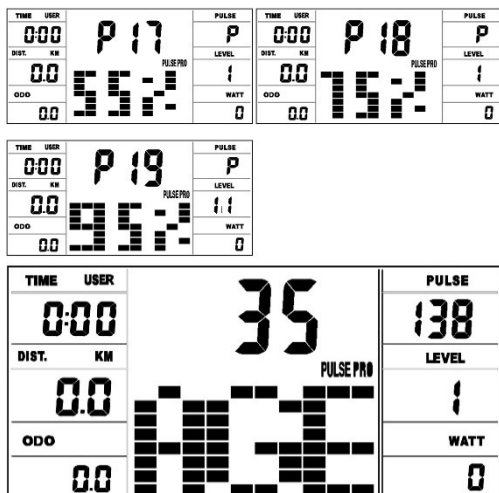 TIME USER
0:00
DIST. KM
0.0
ODO
0.0
P 17
PULSE PRO
55%
PULSE
P
LEVEL
1
WATT
0
TIME USER
0:00
DIST. KM
0.0
ODO
0.0
P 18
PULSE PRO
75%
PULSE
P
LEVEL
1
WATT
0
TIME USER
0:00
DIST. KM
0.0
ODO
0.0
P 19
PULSE PRO
95%
PULSE
P
LEVEL
11
WATT
0
TIME USER
0:00
DIST. KM
0.0
ODO
0.0
35
PULSE PRO
AGE
PULSE
138
LEVEL
1
WATT
0